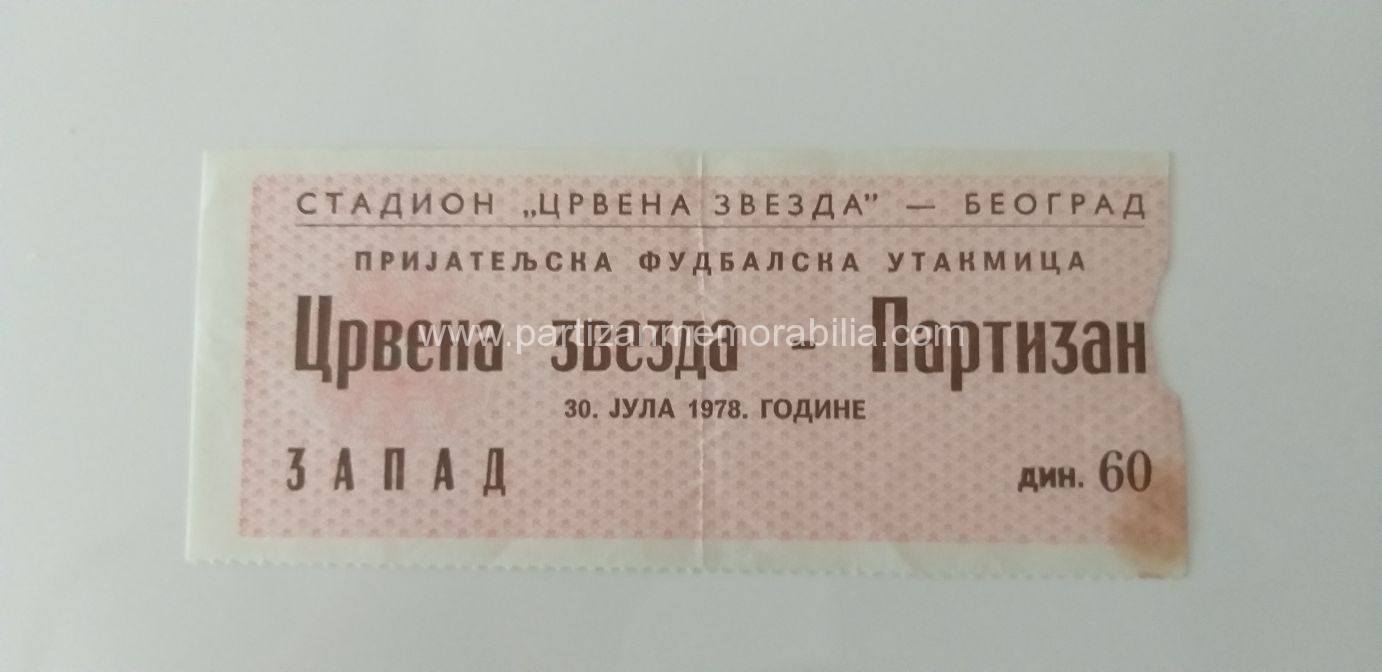 СТАДИОН „ЦРВЕНА ЗВЕЗДА” — БЕОГРАД
ПРИЈАТЕЉСКА ФУДБАЛСКА УТАКМИЦА
Црвена звезда - Партизан
www.partizanmemorabilia.com
30. ЈУЛА 1978. ГОДИНЕ
ЗАПАД
дин. 60